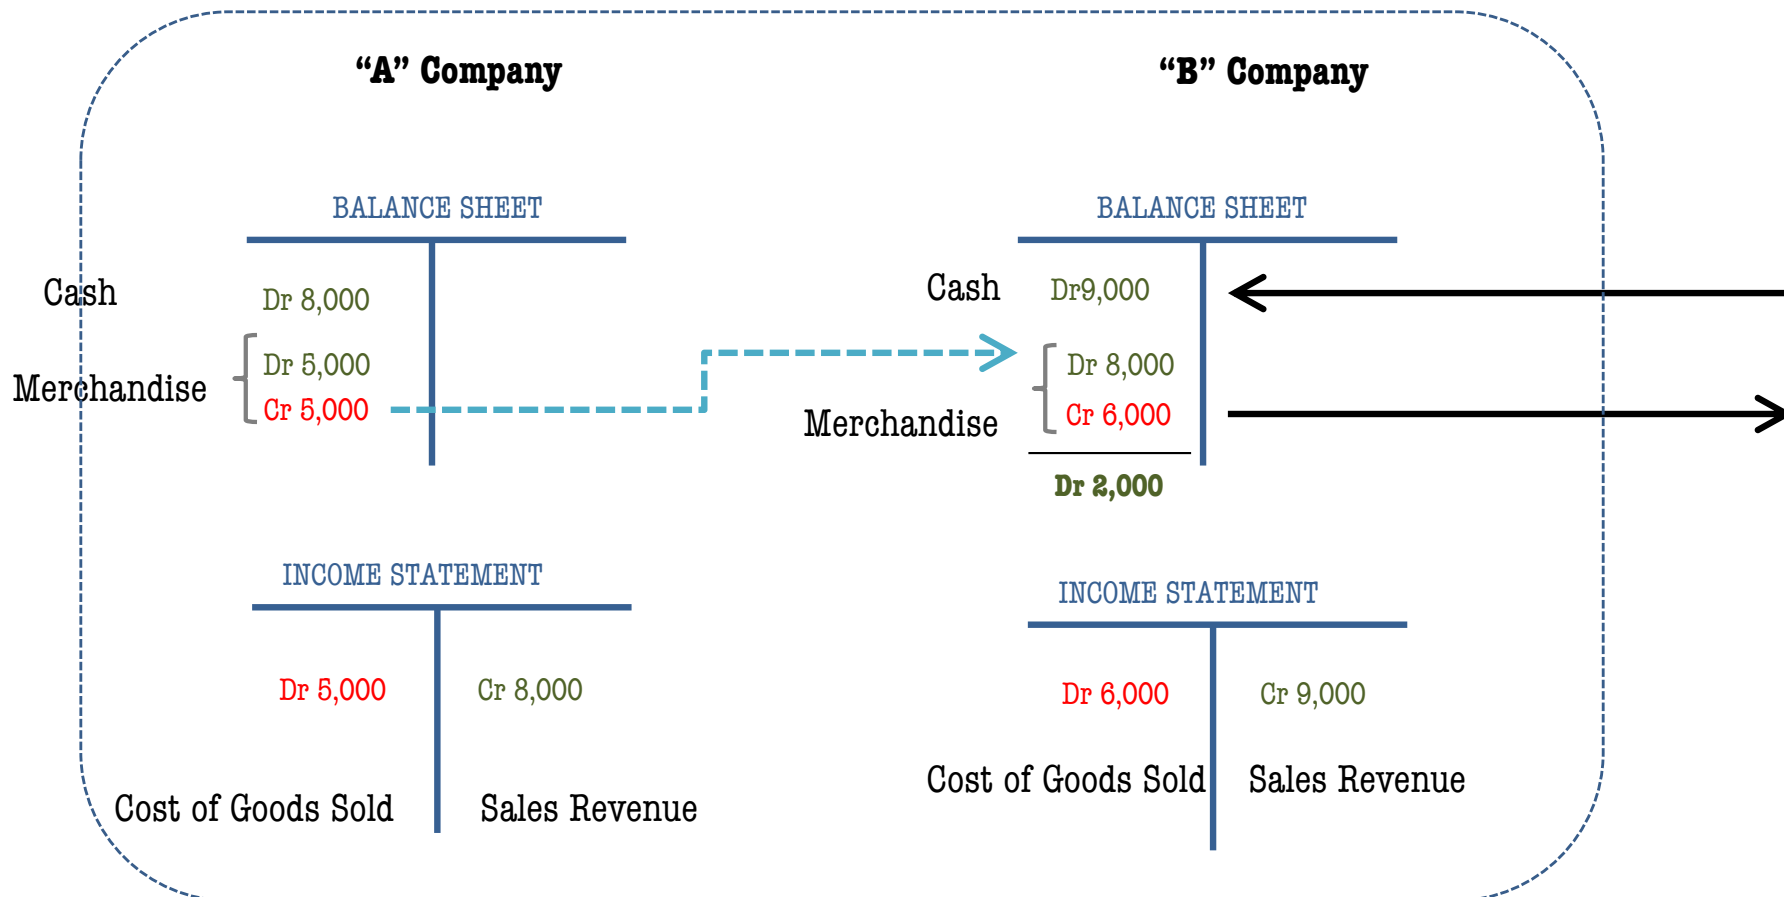 “A” Company
BALANCE SHEET
Cash
Dr 8,000
Dr 5,000
Merchandise
Cr 5,000
INCOME STATEMENT
Dr 5,000
Cr 8,000
Cost of Goods Sold
Sales Revenue
“B” Company
BALANCE SHEET
Cash
Dr9,000
Dr 8,000
Merchandise
Cr 6,000
Dr 2,000
INCOME STATEMENT
Dr 6,000
Cr 9,000
Cost of Goods Sold
Sales Revenue